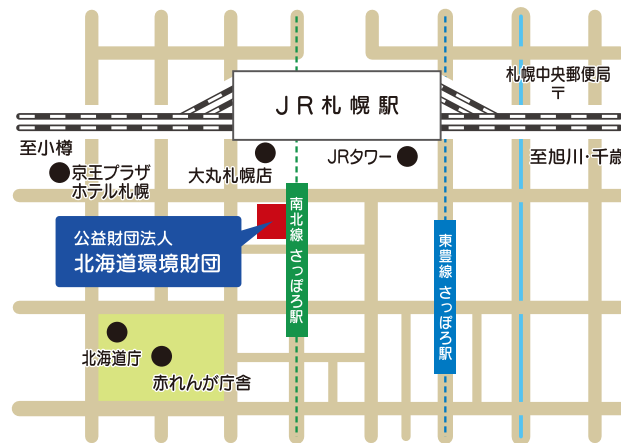 札幌中央郵便局
〒
JR札幌駅
至小樽
JRタワー
至旭川・千歳
京王プラザ
ホテル札幌
大丸札幌店
公益財団法人
北海道環境財団
南北線 さっぽろ駅
東豊線 さっぽろ駅
北海道庁
赤れんが庁舎